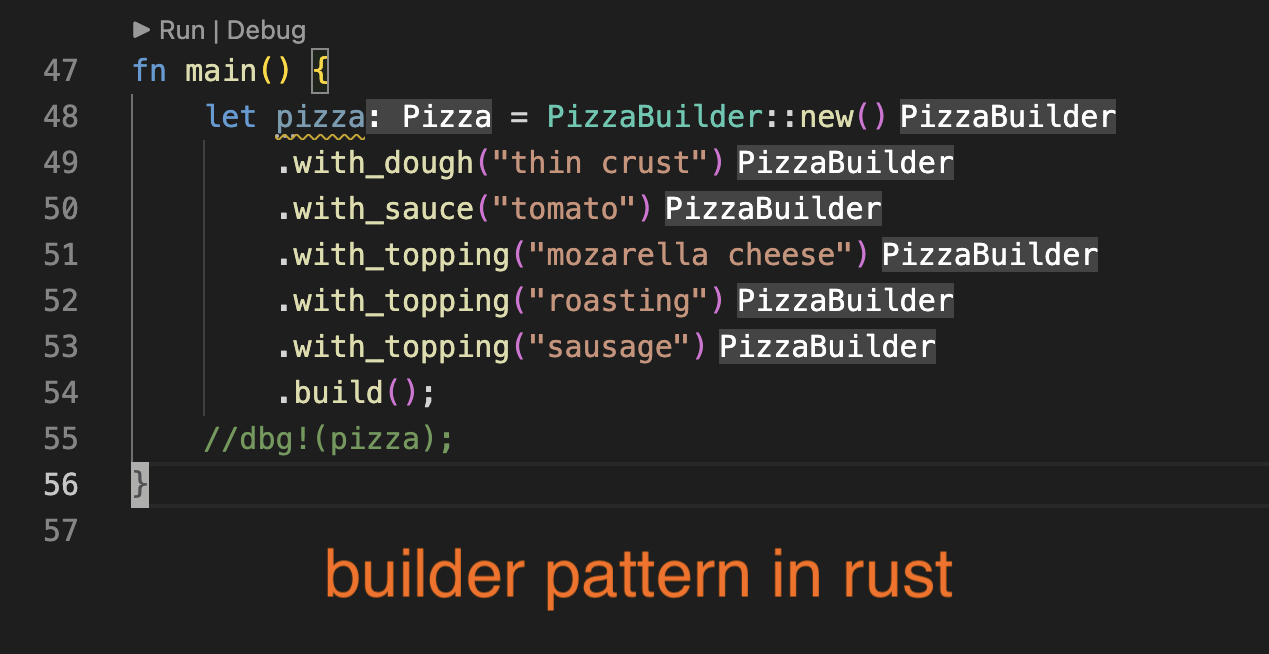 ▶ Run | Debug
47 fn main() {
48 let pizza: Pizza = PizzaBuilder::new() PizzaBuilder
49 .with_dough("thin crust") PizzaBuilder
50 .with_sauce("tomato") PizzaBuilder
51 .with_topping("mozarella cheese") PizzaBuilder
52 .with_topping("roasting") PizzaBuilder
53 .with_topping("sausage") PizzaBuilder
54 .build();
55 //dbg!(pizza);
56 }
57
builder pattern in rust